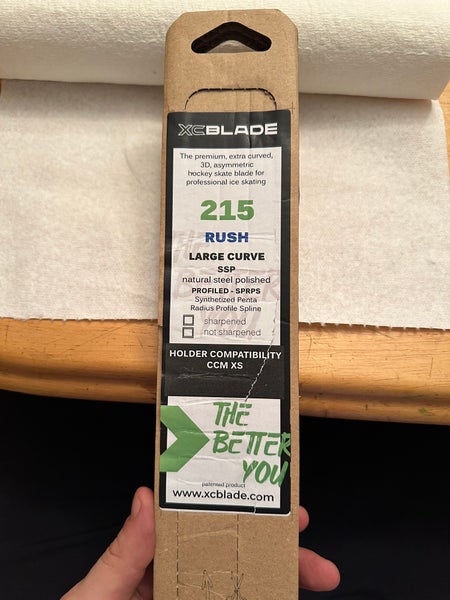 XCBLADE
The premium, extra curved,
3D, asymmetric
hockey skate blade for
professional ice skating
215
RUSH
LARGE CURVE
SSP
natural steel polished
PROFILED - SPRPS
Synthetized Penta
Radius Profile Spline
sharpened
not sharpened
HOLDER COMPATIBILITY
CCM XS
THE
BETTER
YOU
patented product
www.xcblade.com